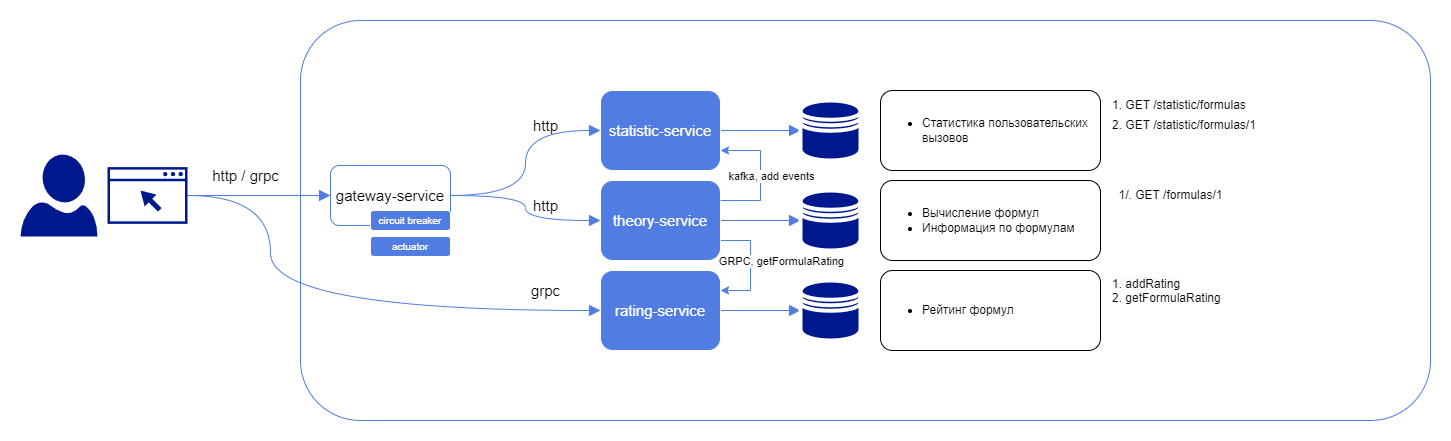 http / grpc
gateway-service
circuit breaker
actuator
http
http
grpc
statistic-service
kafka, add events
theory-service
GRPC, getFormulaRating
rating-service
Статистика пользовательских
вызовов
1. GET /statistic/formulas
2. GET /statistic/formulas/1
Вычисление формул
Информация по формулам
1/. GET /formulas/1
Рейтинг формул
1. addRating
2. getFormulaRating